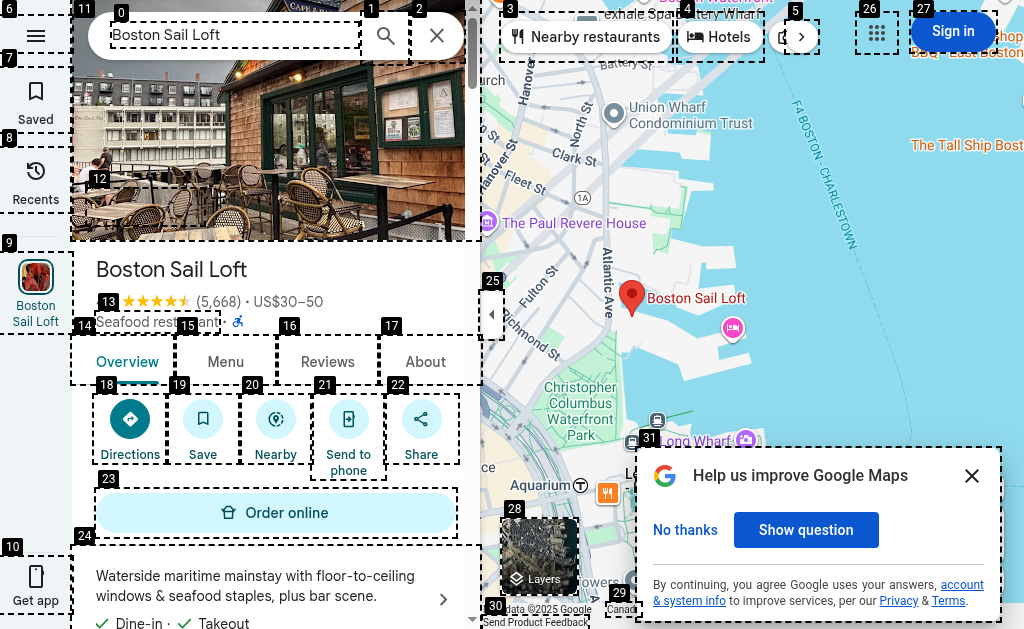 Boston Sail Loft
Saved
Recents
Boston
Sail Loft
Get app
Boston Sail Loft
(5,668) · US$30–50
Seafood restaurant ·
Overview
Menu
Reviews
About
Directions
Save
Nearby
Send to
phone
Share
Order online
Waterside maritime mainstay with floor-to-ceiling
windows & seafood staples, plus bar scene.
Dine-in ·
Takeout
Nearby restaurants
Hotels
Sign in
Battery St
Hanover
North St
Union Wharf
Condominium Trust
Clark St
Fleet St
Hanover St
1A
The Paul Revere House
FA BOSTON, CHARLESTOWN
The Tall Ship Bost
Atlantic Ave
Fulton St
Richmond St
Boston Sail Loft
Christopher
Columbus
Waterfront
Park
Long Wharf
Aquarium
T
Layers
data ©2025 Google
Canad
Send Product Feedback
Help us improve Google Maps
No thanks
Show question
By continuing, you agree Google uses your answers, account
& system info to improve services, per our Privacy & Terms.
0
1
2
3
4
5
6
7
8
9
10
11
12
13
14
15
16
17
18
19
20
21
22
23
24
25
26
27
28
29
30
31